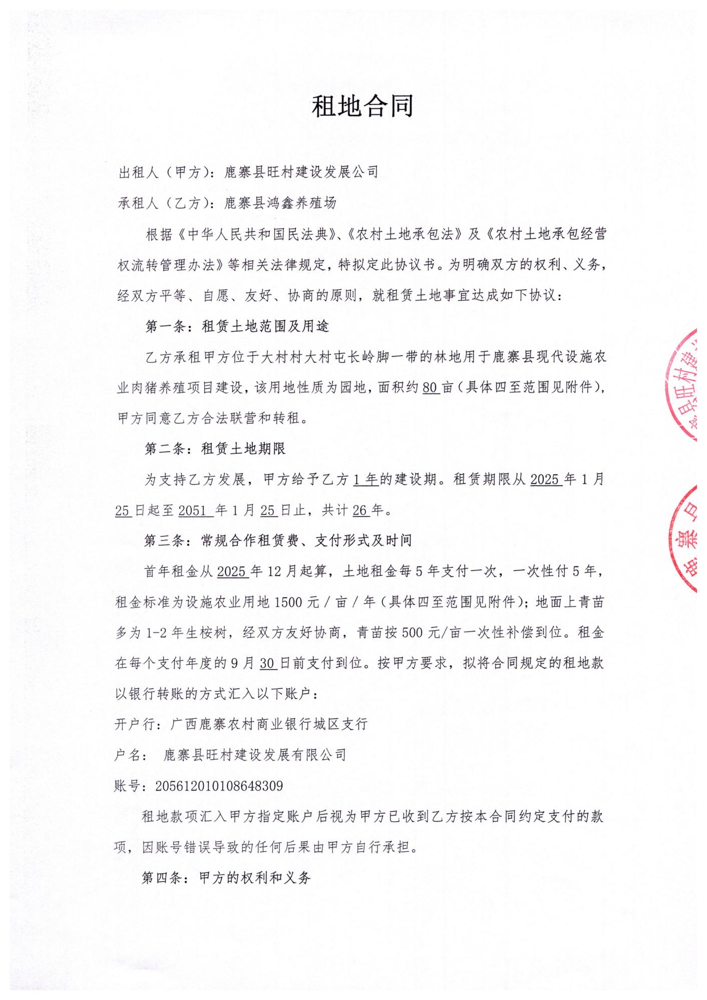 租地合同
出租人（甲方）：鹿寨县旺村建设发展公司
承租人（乙方）：鹿寨县鸿鑫养殖场
根据《中华人民共和国民法典》、《农村土地承包法》及《农村土地承包经营
权流转管理办法》等相关法律规定，特拟定此协议书。为明确双方的权利、义务，
经双方平等、自愿、友好、协商的原则，就租赁土地事宜达成如下协议：
第一条：租赁土地范围及用途
乙方承租甲方位于大村村大村屯长岭脚一带的林地用于鹿寨县现代设施农
业肉猪养殖项目建设，该用地性质为园地，面积约80亩（具体四至范围见附件），
甲方同意乙方合法联营和转租。
第二条：租赁土地期限
为支持乙方发展，甲方给予乙方1年的建设期。租赁期限从2025年1月
25日起至2051 年1月25日止，共计26年。
第三条：常规合作租赁费、支付形式及时间
首年租金从2025年12月起算，土地租金每5年支付一次，一次性付5年，
租金标准为设施农业用地1500元／亩／年（具体四至范围见附件）；地面上青苗
多为1-2年生桉树，经双方友好协商，青苗按500元/亩一次性补偿到位。租金
在每个支付年度的9月30日前支付到位。按甲方要求，拟将合同规定的租地款
以银行转账的方式汇入以下账户：
开户行：广西鹿寨农村商业银行城区支行
户名： 鹿寨县旺村建设发展有限公司
账号：205612010108648309
租地款项汇入甲方指定账户后视为甲方已收到乙方按本合同约定支付的款
项，因账号错误导致的任何后果由甲方自行承担。
第四条：甲方的权利和义务
县旺村建
寨县